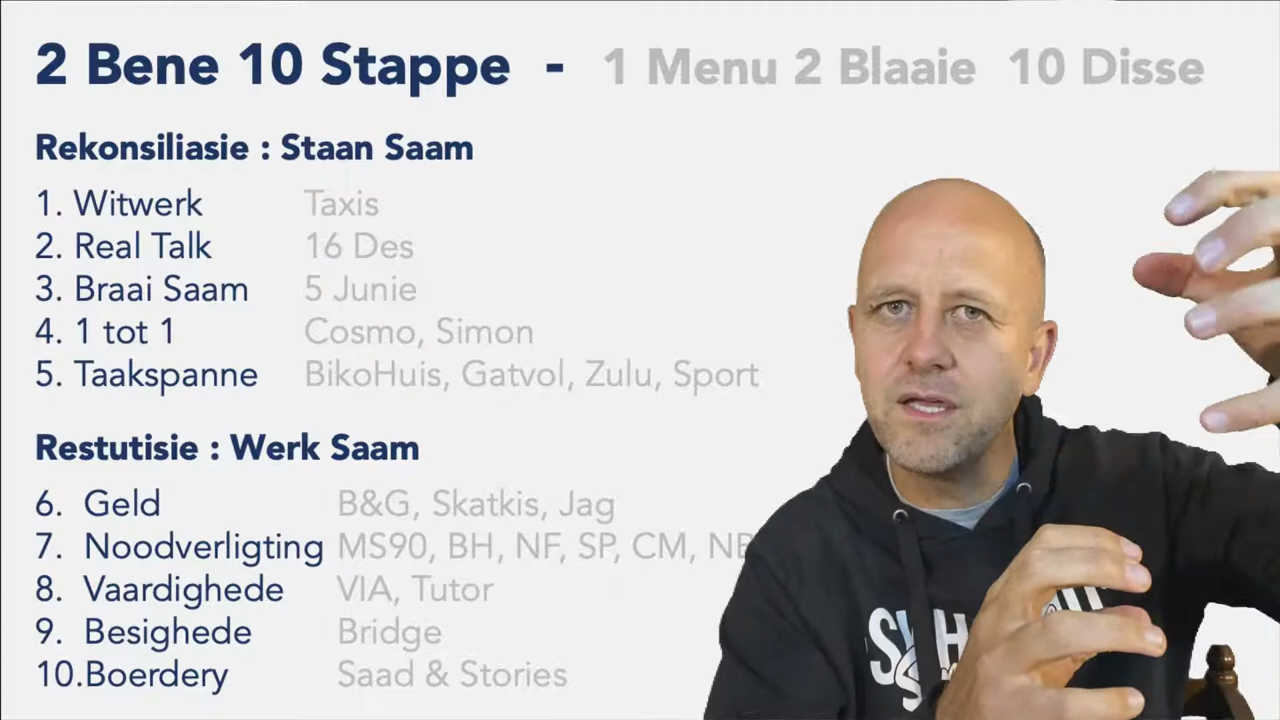 2 Bene 10 Stappe - 1 Menu 2 Blaaie 10 Disse
Rekonsiliasie : Staan Saam
1. Witwerk Taxis
2. Real Talk 16 Des
3. Braai Saam 5 Junie
4. 1 tot 1 Cosmo, Simon
5. Taakspanne BikoHuis, Gatvol, Zulu, Sport
Restutisie : Werk Saam
6. Geld B&G, Skatkis, Jag
7. Noodverligting MS90, BH, NF, SP, CM, NB
8. Vaardighede VIA, Tutor
9. Besighede Bridge
10.Boerdery Saad & Stories